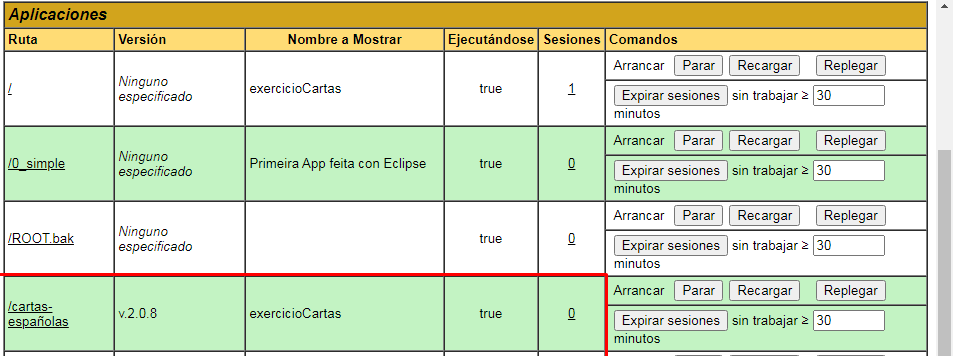 Aplicaciones
Ruta Versión Nombre a Mostrar Ejecutándose Sesiones Comandos
/ Ninguno especificado exercicioCartas true 1 Arrancar Parar Recargar Replegar
Expirar sesiones sin trabajar ≥ 30
minutos
/0_simple Ninguno especificado Primeira App feita con Eclipse true 0 Arrancar Parar Recargar Replegar
Expirar sesiones sin trabajar ≥ 30
minutos
/ROOT.bak Ninguno especificado true 0 Arrancar Parar Recargar Replegar
Expirar sesiones sin trabajar ≥ 30
minutos
/cartas-españolas v.2.0.8 exercicioCartas true 0 Arrancar Parar Recargar Replegar
Expirar sesiones sin trabajar ≥ 30
minutos